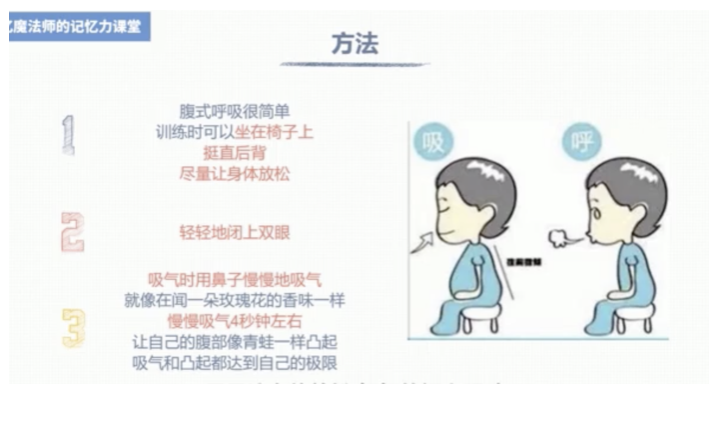 忆魔法师的记忆力课堂
方法
1
腹式呼吸很简单
训练时可以坐在椅子上
挺直后背
尽量让身体放松
2
轻轻地闭上双眼
3
吸气时用鼻子慢慢地吸气
就像在闻一朵玫瑰花的香味一样
慢慢吸气4秒钟左右
让自己的腹部像青蛙一样凸起
吸气和凸起都达到自己的极限
吸
呼